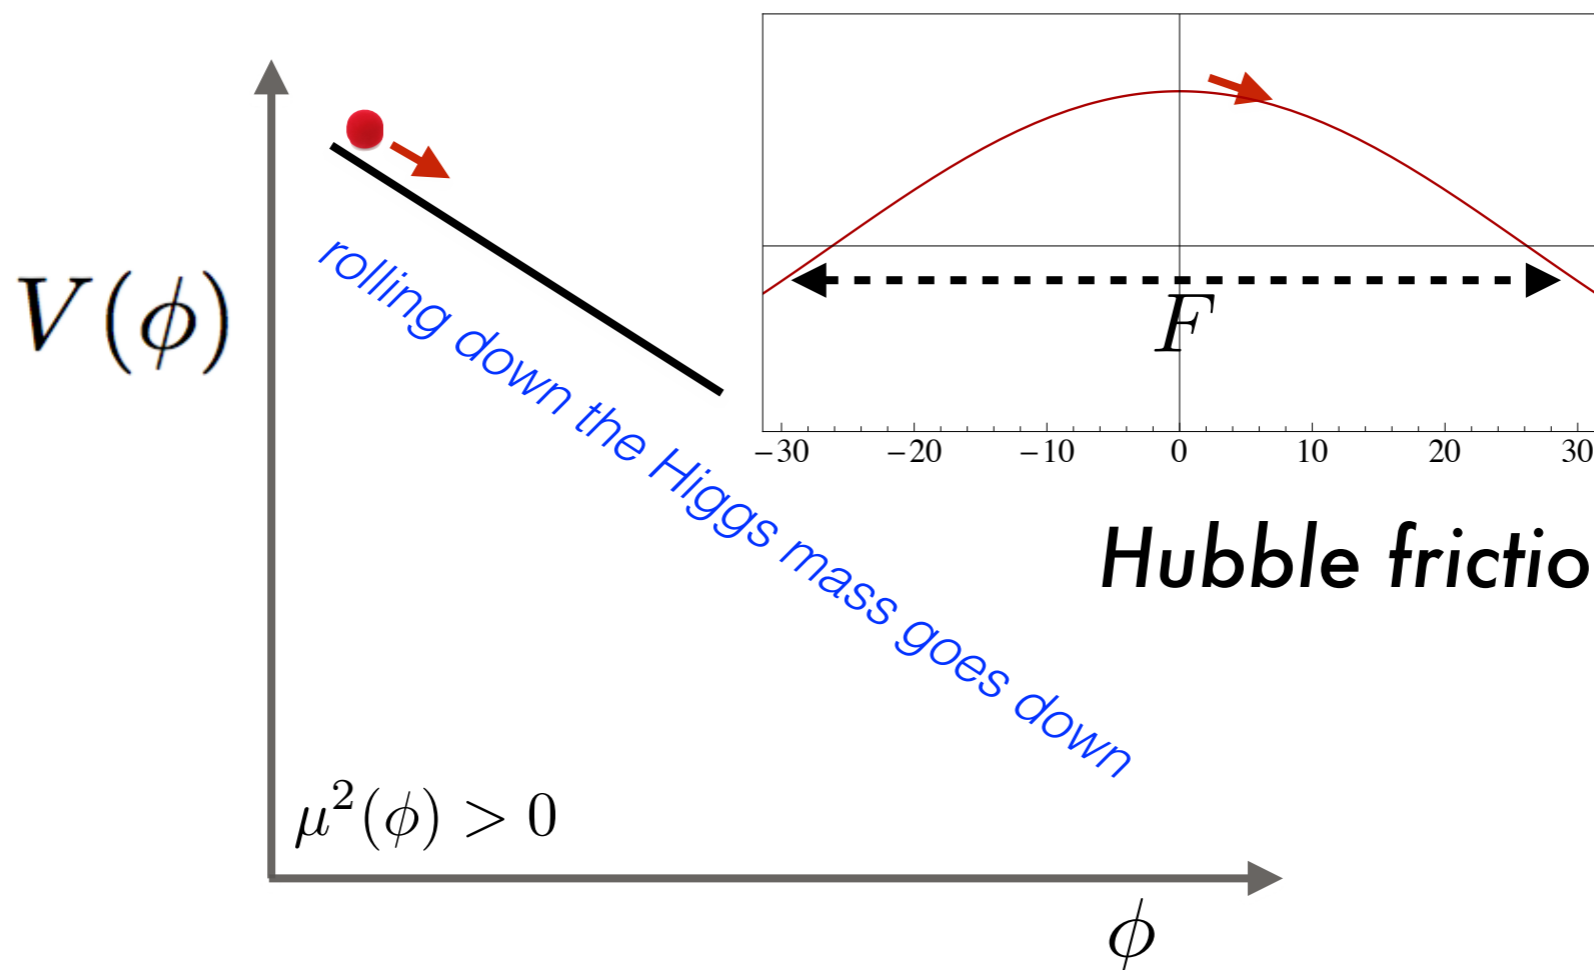 V(ϕ)
rolling down the Higgs mass goes down
F
−30 −20 −10 0 10 20 30
Hubble frictio
μ²(ϕ) > 0
ϕ